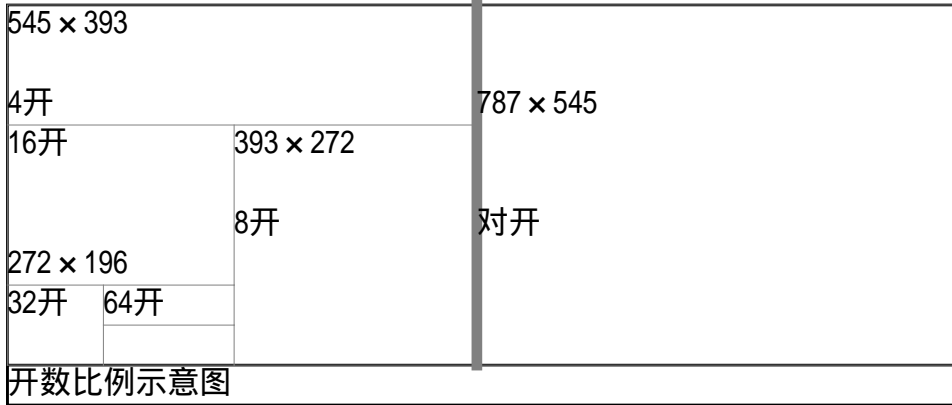 545 × 393
4开
787 × 545
16开
393 × 272
8开
对开
272 × 196
32开
64开
开数比例示意图